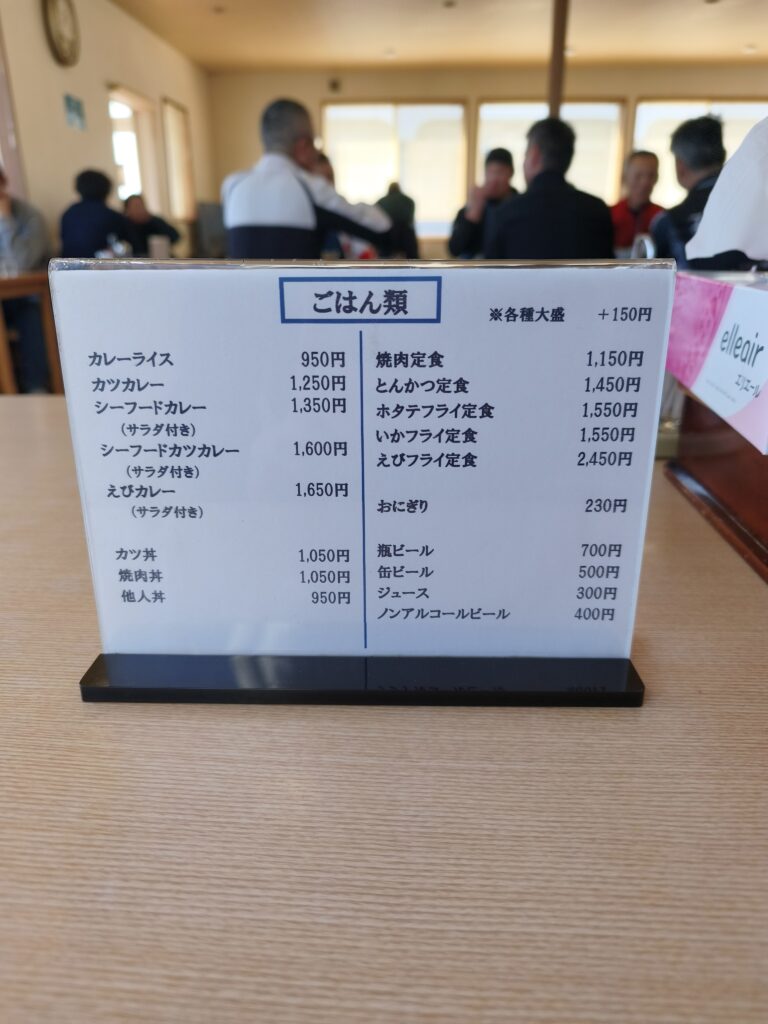 ごはん類
※各種大盛 +150円
カレーライス 950円
カツカレー 1,250円
シーフードカレー 1,350円
(サラダ付き)
シーフードカツカレー 1,600円
(サラダ付き)
えびカレー 1,650円
(サラダ付き)
カツ丼 1,050円
焼肉丼 1,050円
他人丼 950円
焼肉定食 1,150円
とんかつ定食 1,450円
ホタテフライ定食 1,550円
いかフライ定食 1,550円
えびフライ定食 2,450円
おにぎり 230円
瓶ビール 700円
缶ビール 500円
ジュース 300円
ノンアルコールビール 400円
elleair
エリエール